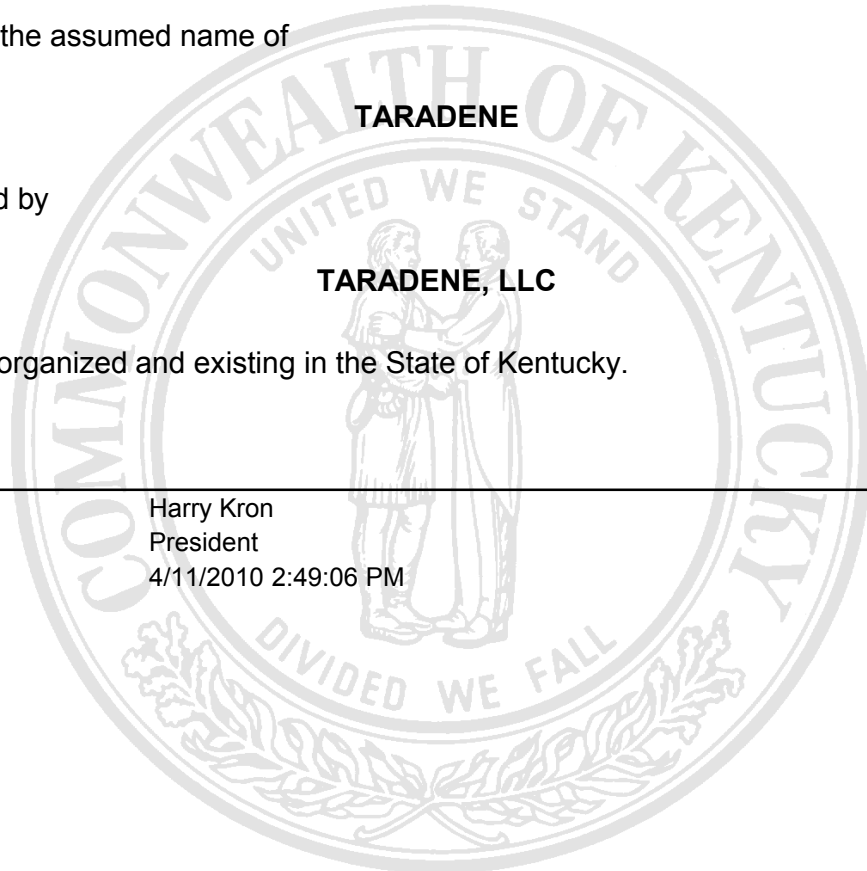 the assumed name of
TARADENE
d by
TARADENE, LLC
organized and existing in the State of Kentucky.
Harry Kron
President
4/11/2010 2:49:06 PM
COMMONWEALTH OF KENTUCKY
UNITED WE STAND
DIVIDED WE FALL